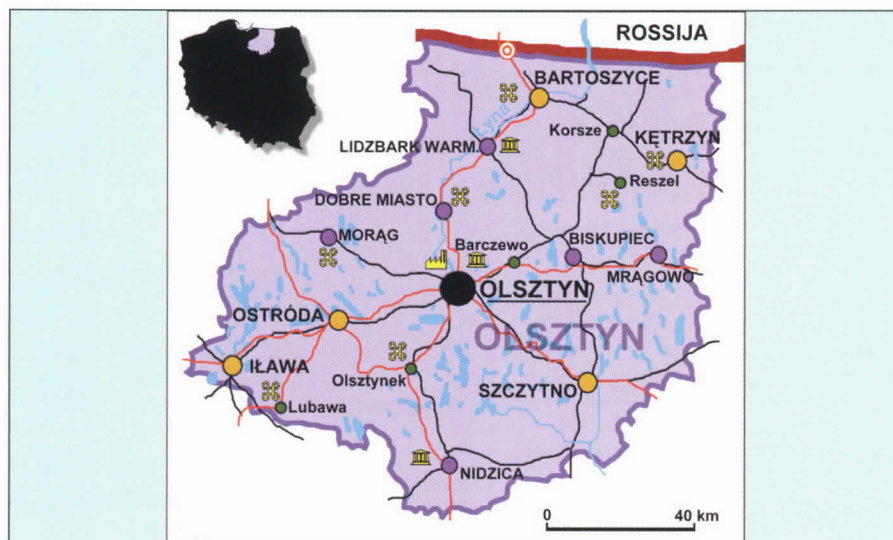 ROSSIJA
BARTOSZYCE
Łyna
Korsze
KĘTRZYN
LIDZBARK WARM.
Reszel
DOBRE MIASTO
MORĄG
Barczewo
BISKUPIEC
MRĄGOWO
OLSZTYN
OSTRÓDA
OLSZTYN
IŁAWA
Olsztynek
SZCZYTNO
Lubawa
NIDZICA
0 40 km